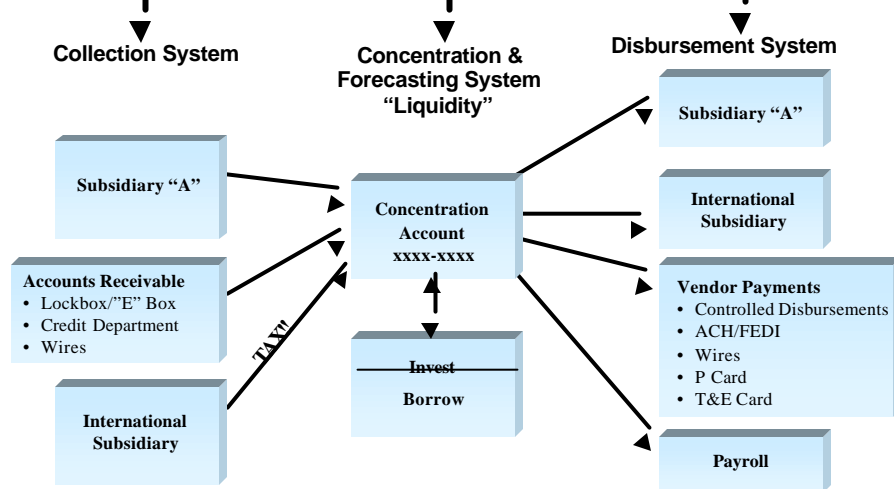 Collection System
Concentration &
Forecasting System
“Liquidity”
Disbursement System
Subsidiary “A”
Accounts Receivable
• Lockbox/”E” Box
• Credit Department
• Wires
TAX"
International
Subsidiary
Concentration
Account
xxxx-xxxx
Invest
Borrow
Subsidiary “A”
International
Subsidiary
Vendor Payments
• Controlled Disbursements
• ACH/FEDI
• Wires
• P Card
• T&E Card
Payroll